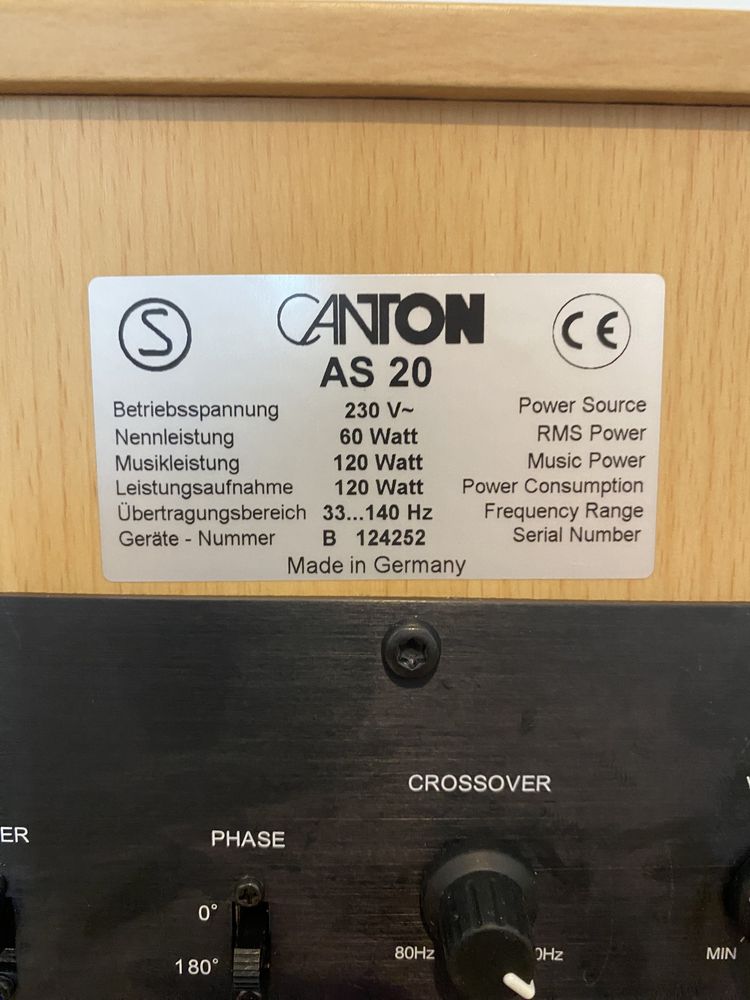 S
CANTON
CE
AS 20
Betriebsspannung 230 V~ Power Source
Nennleistung 60 Watt RMS Power
Musikleistung 120 Watt Music Power
Leistungsaufnahme 120 Watt Power Consumption
Übertragungsbereich 33...140 Hz Frequency Range
Geräte - Nummer B 124252 Serial Number
Made in Germany
CROSSOVER
PHASE
0°
180°
80Hz
MIN